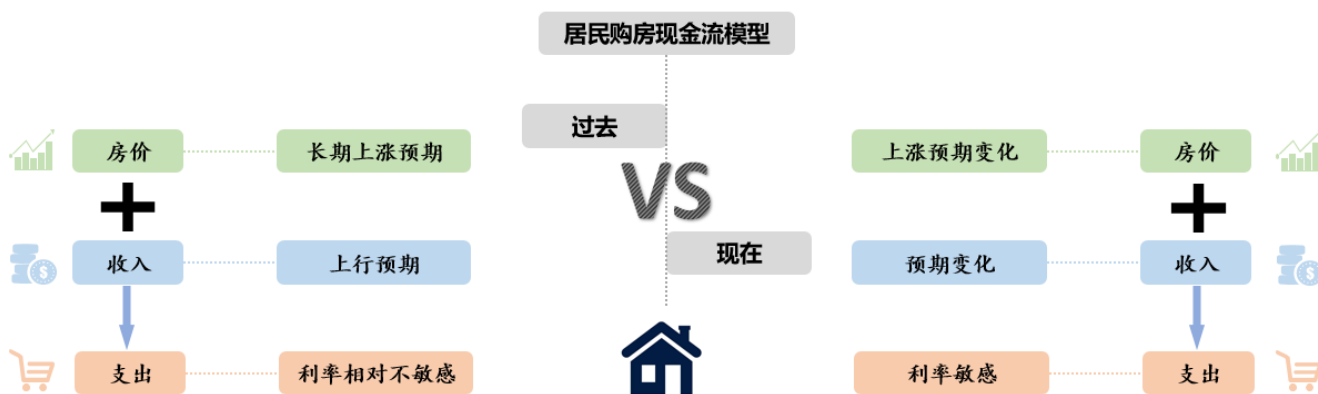 居民购房现金流模型
过去
房价 长期上涨预期 上涨预期变化 房价
VS
收入 上行预期 现在 预期变化 收入
支出 利率相对不敏感 利率敏感 支出